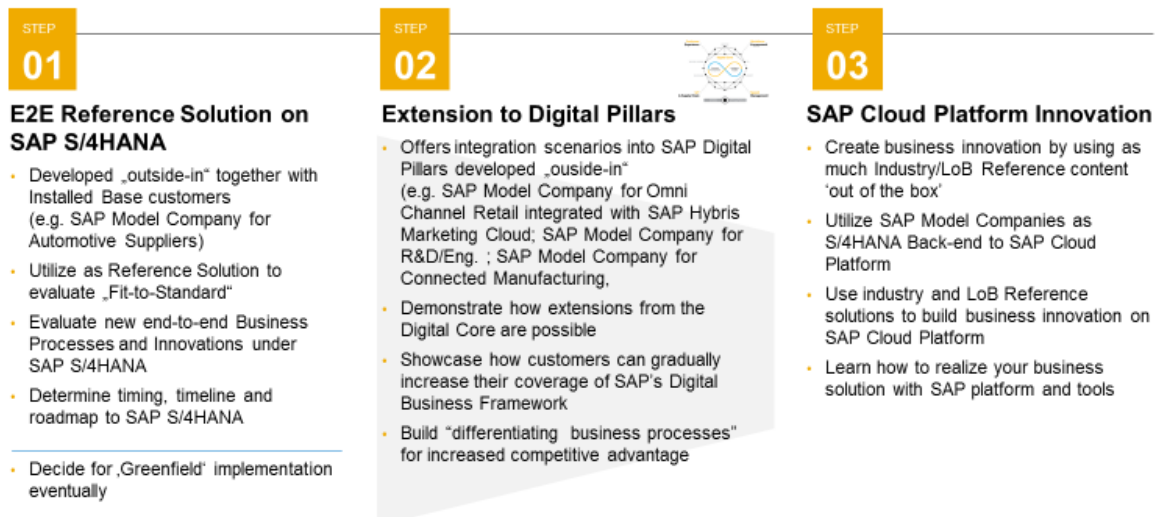 STEP
01
E2E Reference Solution on
SAP S/4HANA
• Developed „outside-in“ together with
Installed Base customers
(e.g. SAP Model Company for
Automotive Suppliers)
• Utilize as Reference Solution to
evaluate „Fit-to-Standard“
• Evaluate new end-to-end Business
Processes and Innovations under
SAP S/4HANA
• Determine timing, timeline and
roadmap to SAP S/4HANA
• Decide for ‚Greenfield‘ implementation
eventually
STEP
02
Extension to Digital Pillars
• Offers integration scenarios into SAP Digital
Pillars developed „ouside-in“
(e.g. SAP Model Company for Omni
Channel Retail integrated with SAP Hybris
Marketing Cloud; SAP Model Company for
R&D/Eng. ; SAP Model Company for
Connected Manufacturing,
• Demonstrate how extensions from the
Digital Core are possible
• Showcase how customers can gradually
increase their coverage of SAP’s Digital
Business Framework
• Build “differentiating business processes”
for increased competitive advantage
STEP
03
SAP Cloud Platform Innovation
• Create business innovation by using as
much Industry/LoB Reference content
‘out of the box’
• Utilize SAP Model Companies as
S/4HANA Back-end to SAP Cloud
Platform
• Use industry and LoB Reference
solutions to build business innovation on
SAP Cloud Platform
• Learn how to realize your business
solution with SAP platform and tools